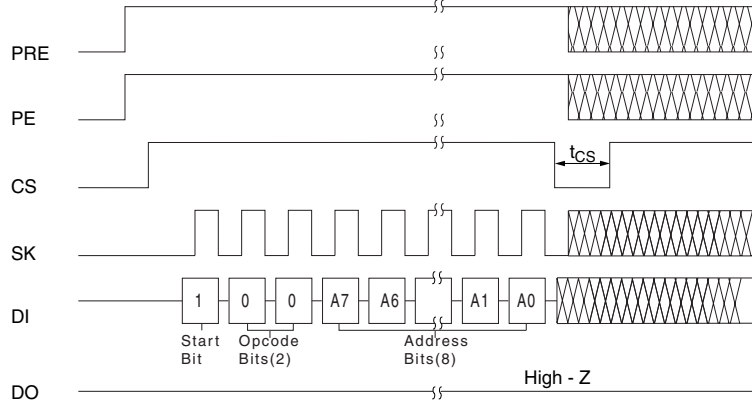 PRE
PE
CS
tCS
SK
DI
1 0 0 A7 A6 A1 A0
Start Bit
Opcode Bits(2)
Address Bits(8)
DO
High - Z